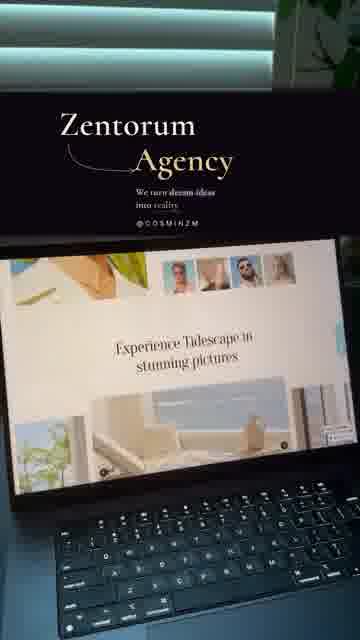 Zentorum
Agency
We turn dream ideas
into reality
@COSMINZM
Experience Tidescape in
stunning pictures